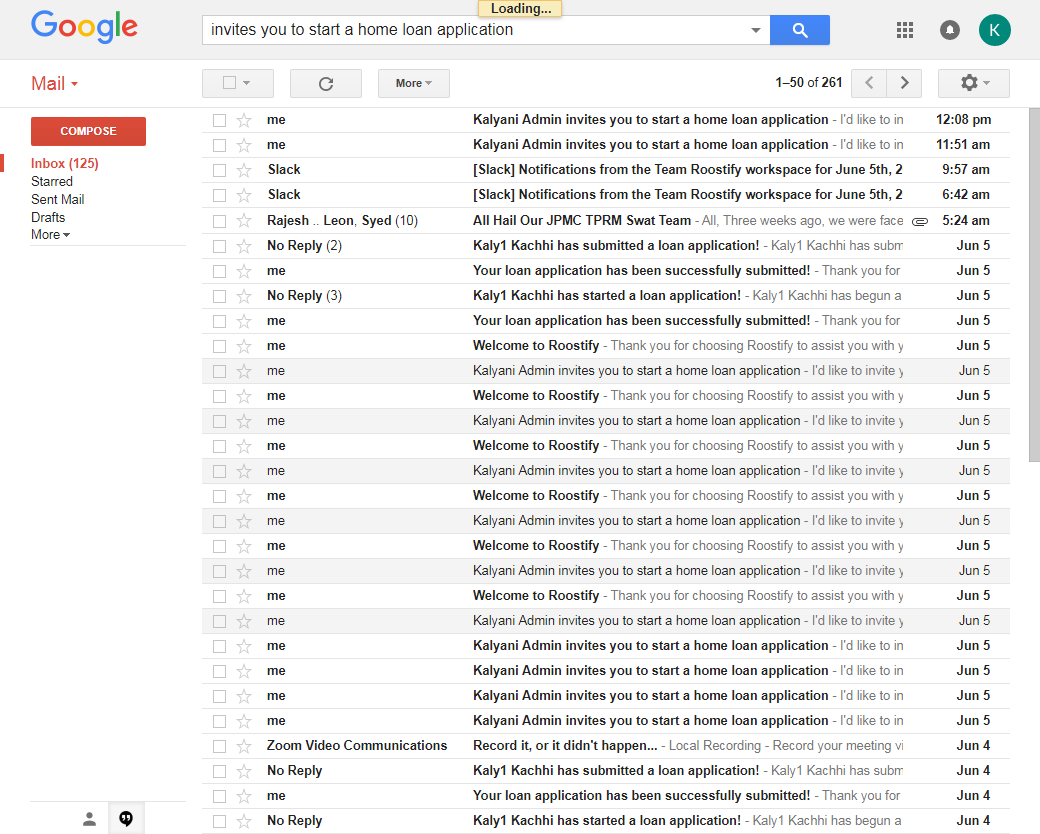 Loading...
Google
invites you to start a home loan application
K
Mail
More
1–50 of 261
COMPOSE
Inbox (125)
Starred
Sent Mail
Drafts
More
me Kalyani Admin invites you to start a home loan application - I'd like to in 12:08 pm
me Kalyani Admin invites you to start a home loan application - I'd like to in 11:51 am
Slack [Slack] Notifications from the Team Roostify workspace for June 5th, 2 9:57 am
Slack [Slack] Notifications from the Team Roostify workspace for June 5th, 2 6:42 am
Rajesh .. Leon, Syed (10) All Hail Our JPMC TPRM Swat Team - All, Three weeks ago, we were face 5:24 am
No Reply (2) Kaly1 Kachhi has submitted a loan application! - Kaly1 Kachhi has subm Jun 5
me Your loan application has been successfully submitted! - Thank you for Jun 5
No Reply (3) Kaly1 Kachhi has started a loan application! - Kaly1 Kachhi has begun a Jun 5
me Your loan application has been successfully submitted! - Thank you for Jun 5
me Welcome to Roostify - Thank you for choosing Roostify to assist you with y Jun 5
me Kalyani Admin invites you to start a home loan application - I'd like to invite y Jun 5
me Welcome to Roostify - Thank you for choosing Roostify to assist you with y Jun 5
me Kalyani Admin invites you to start a home loan application - I'd like to invite y Jun 5
me Welcome to Roostify - Thank you for choosing Roostify to assist you with y Jun 5
me Kalyani Admin invites you to start a home loan application - I'd like to invite y Jun 5
me Welcome to Roostify - Thank you for choosing Roostify to assist you with y Jun 5
me Kalyani Admin invites you to start a home loan application - I'd like to invite y Jun 5
me Welcome to Roostify - Thank you for choosing Roostify to assist you with y Jun 5
me Kalyani Admin invites you to start a home loan application - I'd like to invite y Jun 5
me Welcome to Roostify - Thank you for choosing Roostify to assist you with y Jun 5
me Kalyani Admin invites you to start a home loan application - I'd like to invite y Jun 5
me Kalyani Admin invites you to start a home loan application - I'd like to in Jun 5
me Kalyani Admin invites you to start a home loan application - I'd like to in Jun 5
me Kalyani Admin invites you to start a home loan application - I'd like to in Jun 5
me Kalyani Admin invites you to start a home loan application - I'd like to in Jun 5
Zoom Video Communications Record it, or it didn't happen... - Local Recording - Record your meeting vi Jun 4
No Reply Kaly1 Kachhi has submitted a loan application! - Kaly1 Kachhi has subm Jun 4
me Your loan application has been successfully submitted! - Thank you for Jun 4
No Reply Kaly1 Kachhi has started a loan application! - Kaly1 Kachhi has begun a Jun 4